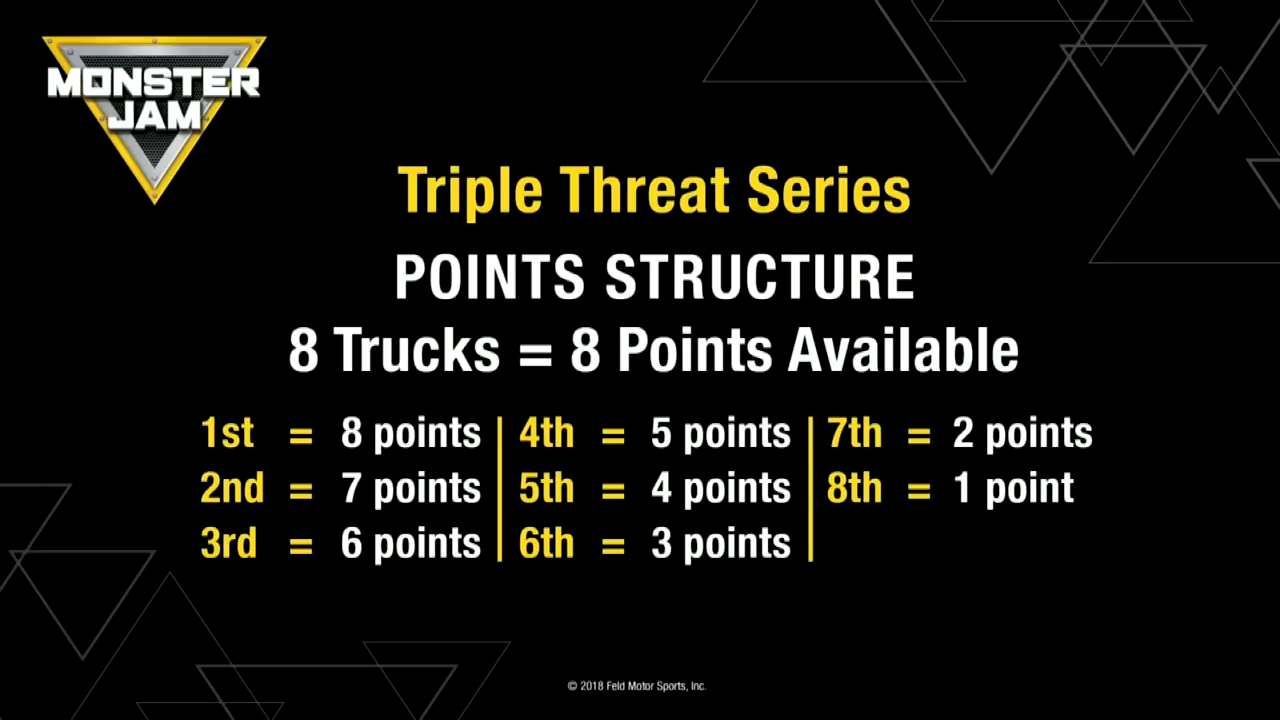 MONSTER
JAM
Triple Threat Series
POINTS STRUCTURE
8 Trucks = 8 Points Available
1st = 8 points | 4th = 5 points | 7th = 2 points
2nd = 7 points | 5th = 4 points | 8th = 1 point
3rd = 6 points | 6th = 3 points |
© 2018 Feld Motor Sports, Inc.